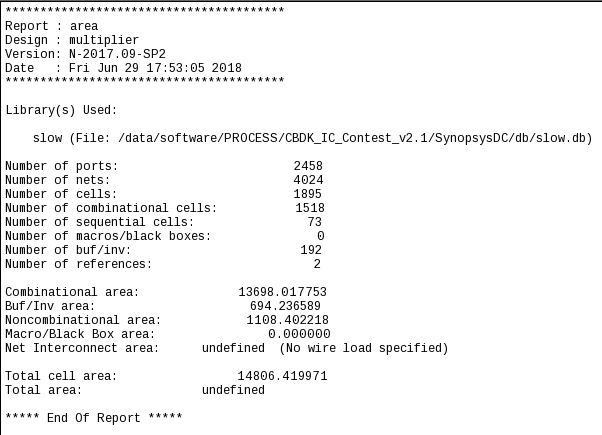 ****************************************
Report : area
Design : multiplier
Version: N-2017.09-SP2
Date   : Fri Jun 29 17:53:05 2018
****************************************
Library(s) Used:
slow (File: /data/software/PROCESS/CBDK_IC_Contest_v2.1/SynopsysDC/db/slow.db)
Number of ports: 2458
Number of nets: 4024
Number of cells: 1895
Number of combinational cells: 1518
Number of sequential cells: 73
Number of macros/black boxes: 0
Number of buf/inv: 192
Number of references: 2
Combinational area: 13698.017753
Buf/Inv area: 694.236589
Noncombinational area: 1108.402218
Macro/Black Box area: 0.000000
Net Interconnect area: undefined (No wire load specified)
Total cell area: 14806.419971
Total area: undefined
***** End Of Report *****